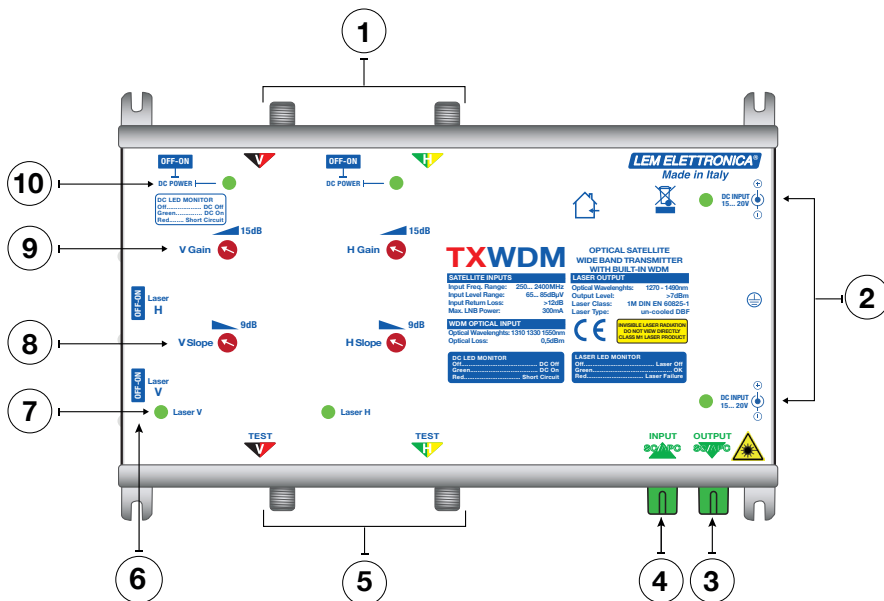 1
OFF-ON
OFF-ON
V
H
LEM ELETTRONICA®
Made in Italy
10
DC POWER
DC POWER
DC LED MONITOR
Off..................... DC Off
Green.............. DC On
Red....... Short Circuit
DC INPUT
15... 20V
9
15dB
V Gain
15dB
H Gain
TXWDM
OPTICAL SATELLITE
WIDE BAND TRANSMITTER
WITH BUILT-IN WDM
SATELLITE INPUTS
Input Freq. Range: 250... 2400MHz
Input Level Range: 65... 85dBµV
Input Return Loss: >12dB
Max. LNB Power: 300mA
LASER OUTPUT
Optical Wavelenghts: 1270 - 1490nm
Output Level: >7dBm
Laser Class: 1M DIN EN 60825-1
Laser Type: un-cooled DBF
2
OFF-ON
Laser
H
8
9dB
V Slope
9dB
H Slope
WDM OPTICAL INPUT
Optical Wavelenghts: 1310 1330 1550nm
Optical Loss: 0,5dBm
CE
INVISIBLE LASER RADIATION
DO NOT VIEW DIRECTLY
CLASS M1 LASER PRODUCT
DC LED MONITOR
Off................................................ DC Off
Green............................................ DC On
Red................................... Short Circuit
LASER LED MONITOR
Off............................................ Laser Off
Green................................................ OK
Red...................................... Laser Failure
OFF-ON
Laser
V
7
Laser V
Laser H
DC INPUT
15... 20V
TEST
V
TEST
H
INPUT
SC/APC
OUTPUT
SC/APC
6
5
4
3